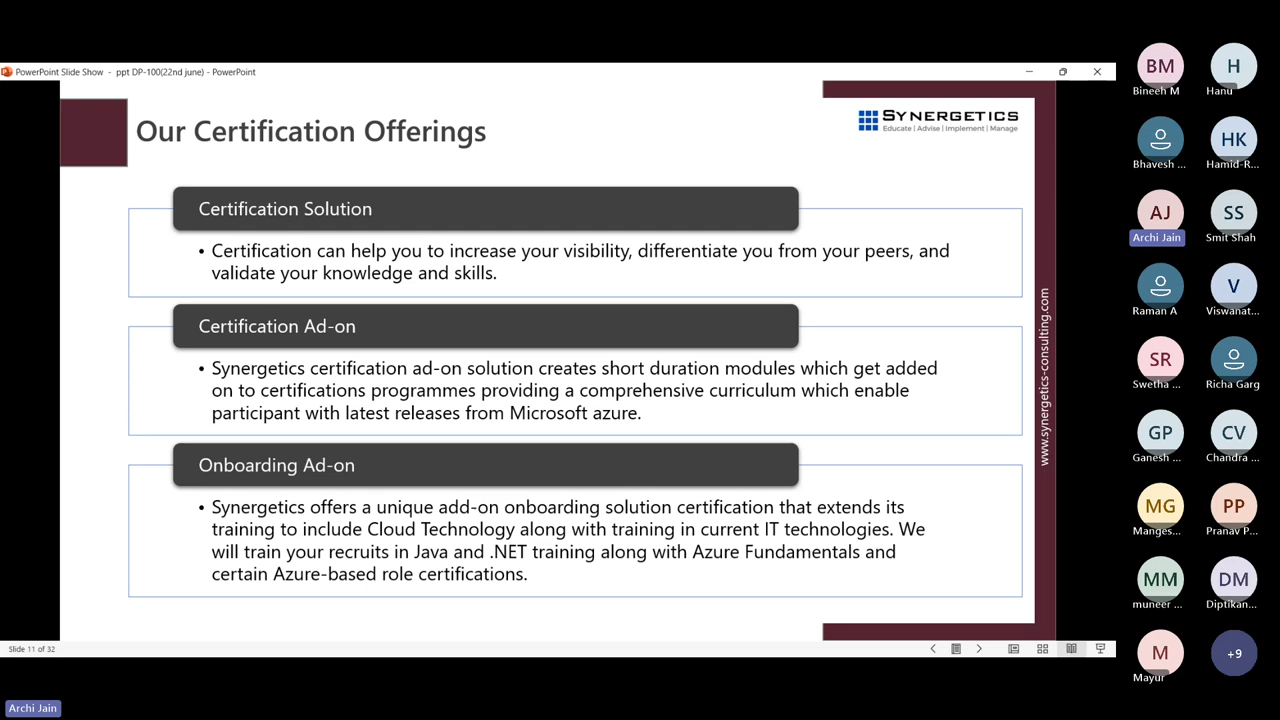 PowerPoint Slide Show - ppt DP-100(22nd june) - PowerPoint
Our Certification Offerings
SYNERGETICS
Educate | Advise | Implement | Manage
Certification Solution
• Certification can help you to increase your visibility, differentiate you from your peers, and
validate your knowledge and skills.
Certification Ad-on
• Synergetics certification ad-on solution creates short duration modules which get added
on to certifications programmes providing a comprehensive curriculum which enable
participant with latest releases from Microsoft azure.
Onboarding Ad-on
• Synergetics offers a unique add-on onboarding solution certification that extends its
training to include Cloud Technology along with training in current IT technologies. We
will train your recruits in Java and .NET training along with Azure Fundamentals and
certain Azure-based role certifications.
www.synergetics-consulting.com
Slide 11 of 32
Archi Jain
BM
Bineeh M
H
Hanu
Bhavesh ...
HK
Hamid-R...
AJ
Archi Jain
SS
Smit Shah
Raman A
V
Viswanat...
SR
Swetha ...
Richa Garg
GP
Ganesh ...
CV
Chandra ...
MG
Manges...
PP
Pranav P...
MM
muneer ...
DM
Diptikan...
M
Mayur
+9